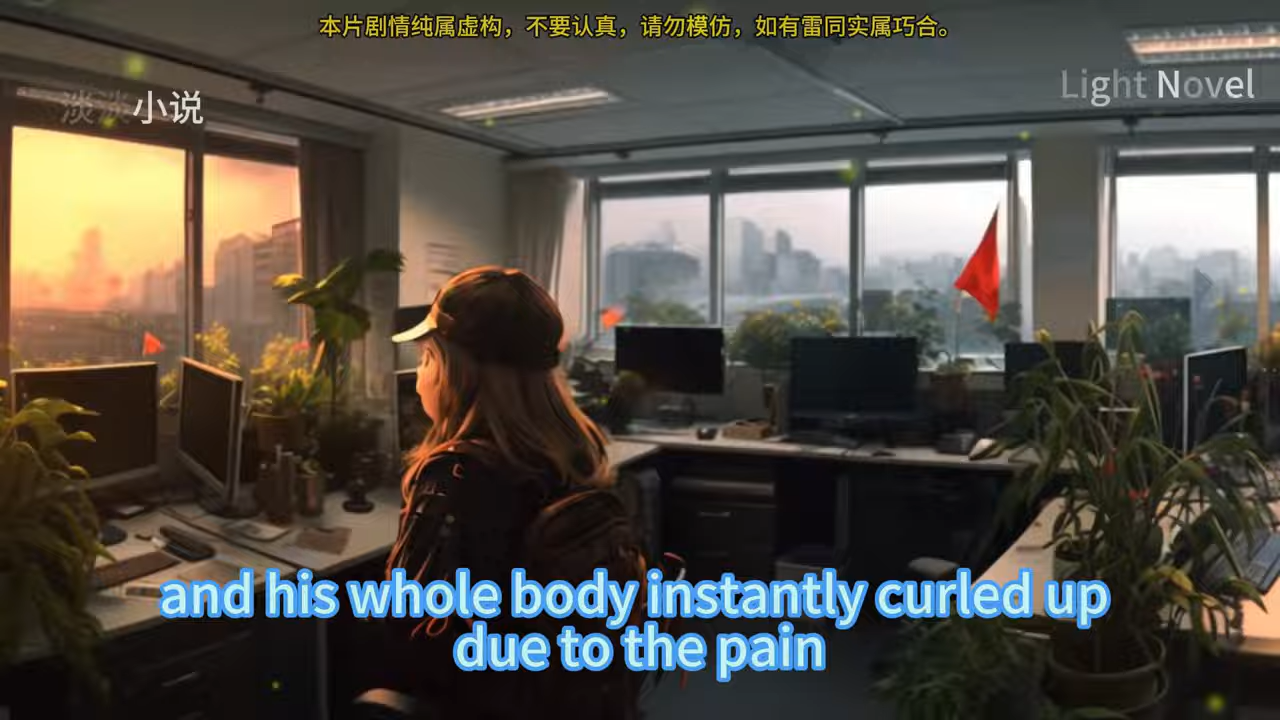 本片剧情纯属虚构，不要认真，请勿模仿，如有雷同实属巧合。
淡淡小说
Light Novel
and his whole body instantly curled up
due to the pain